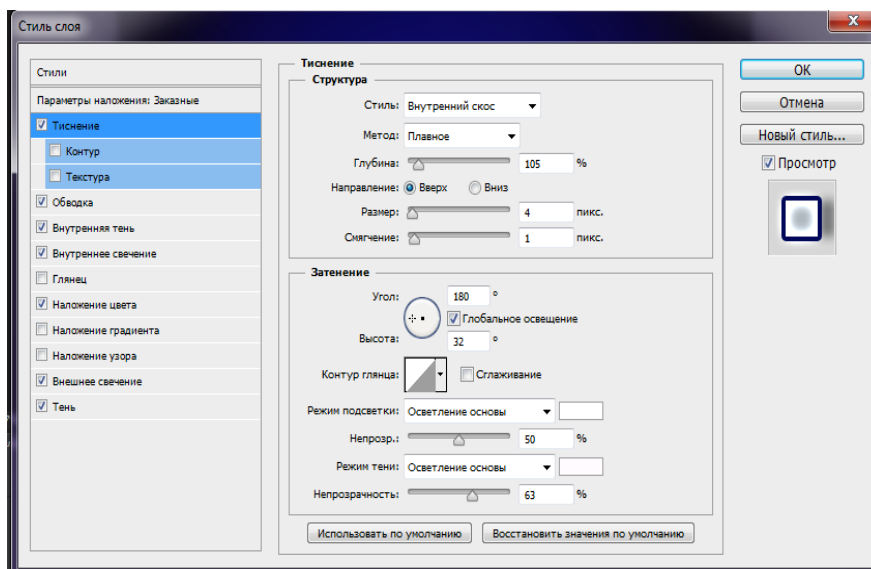 Стиль слоя
Стили
Параметры наложения: Заказные
Тиснение
Контур
Текстура
Обводка
Внутренняя тень
Внутреннее свечение
Глянец
Наложение цвета
Наложение градиента
Наложение узора
Внешнее свечение
Тень
Тиснение
Структура
Стиль: Внутренний скос
Метод: Плавное
Глубина: 105 %
Направление: Вверх Вниз
Размер: 4 пикс.
Смягчение: 1 пикс.
Затенение
Угол: 180 °
Глобальное освещение
Высота: 32 °
Контур глянца: Сглаживание
Режим подсветки: Осветление основы
Непрозр.: 50 %
Режим тени: Осветление основы
Непрозрачность: 63 %
Использовать по умолчанию Восстановить значения по умолчанию
OK
Отмена
Новый стиль...
Просмотр